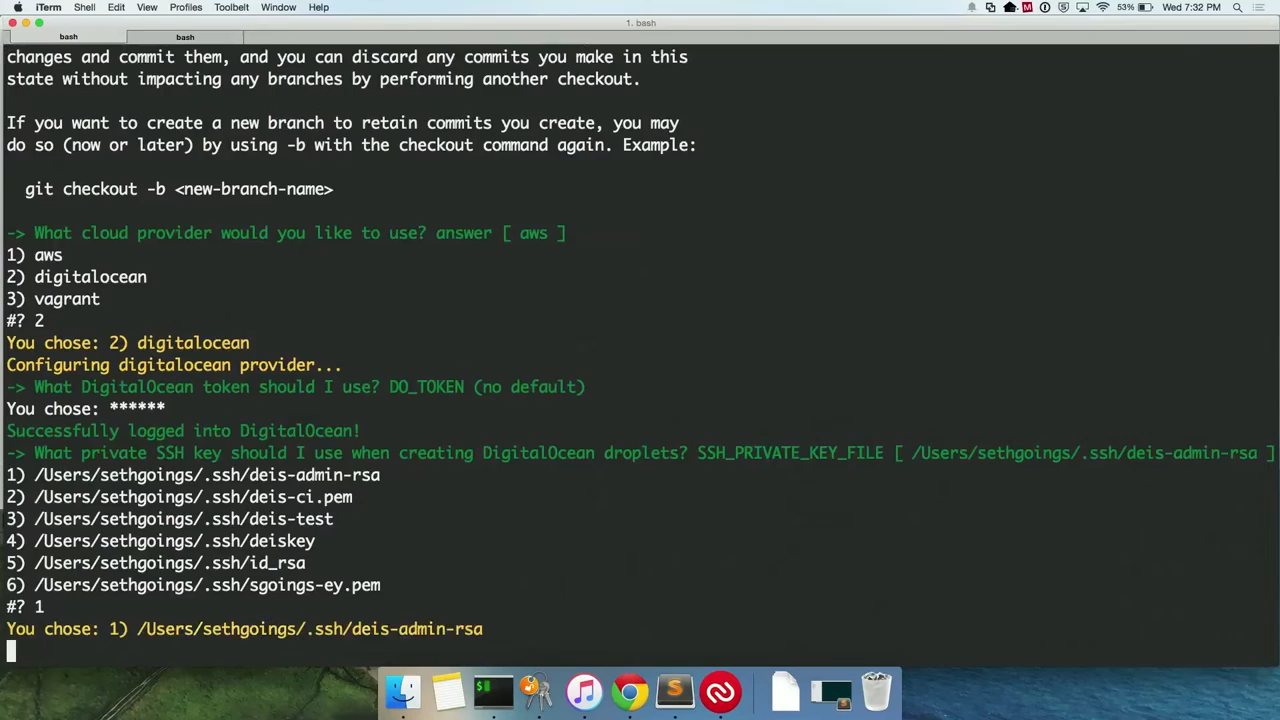 iTerm Shell Edit View Profiles Toolbelt Window Help 53% Wed 7:32 PM
1. bash
bash bash
changes and commit them, and you can discard any commits you make in this
state without impacting any branches by performing another checkout.
If you want to create a new branch to retain commits you create, you may
do so (now or later) by using -b with the checkout command again. Example:
git checkout -b <new-branch-name>
-> What cloud provider would you like to use? answer [ aws ]
1) aws
2) digitalocean
3) vagrant
#? 2
You chose: 2) digitalocean
Configuring digitalocean provider...
-> What DigitalOcean token should I use? DO_TOKEN (no default)
You chose: ******
Successfully logged into DigitalOcean!
-> What private SSH key should I use when creating DigitalOcean droplets? SSH_PRIVATE_KEY_FILE [ /Users/sethgoings/.ssh/deis-admin-rsa ]
1) /Users/sethgoings/.ssh/deis-admin-rsa
2) /Users/sethgoings/.ssh/deis-ci.pem
3) /Users/sethgoings/.ssh/deis-test
4) /Users/sethgoings/.ssh/deiskey
5) /Users/sethgoings/.ssh/id_rsa
6) /Users/sethgoings/.ssh/sgoings-ey.pem
#? 1
You chose: 1) /Users/sethgoings/.ssh/deis-admin-rsa